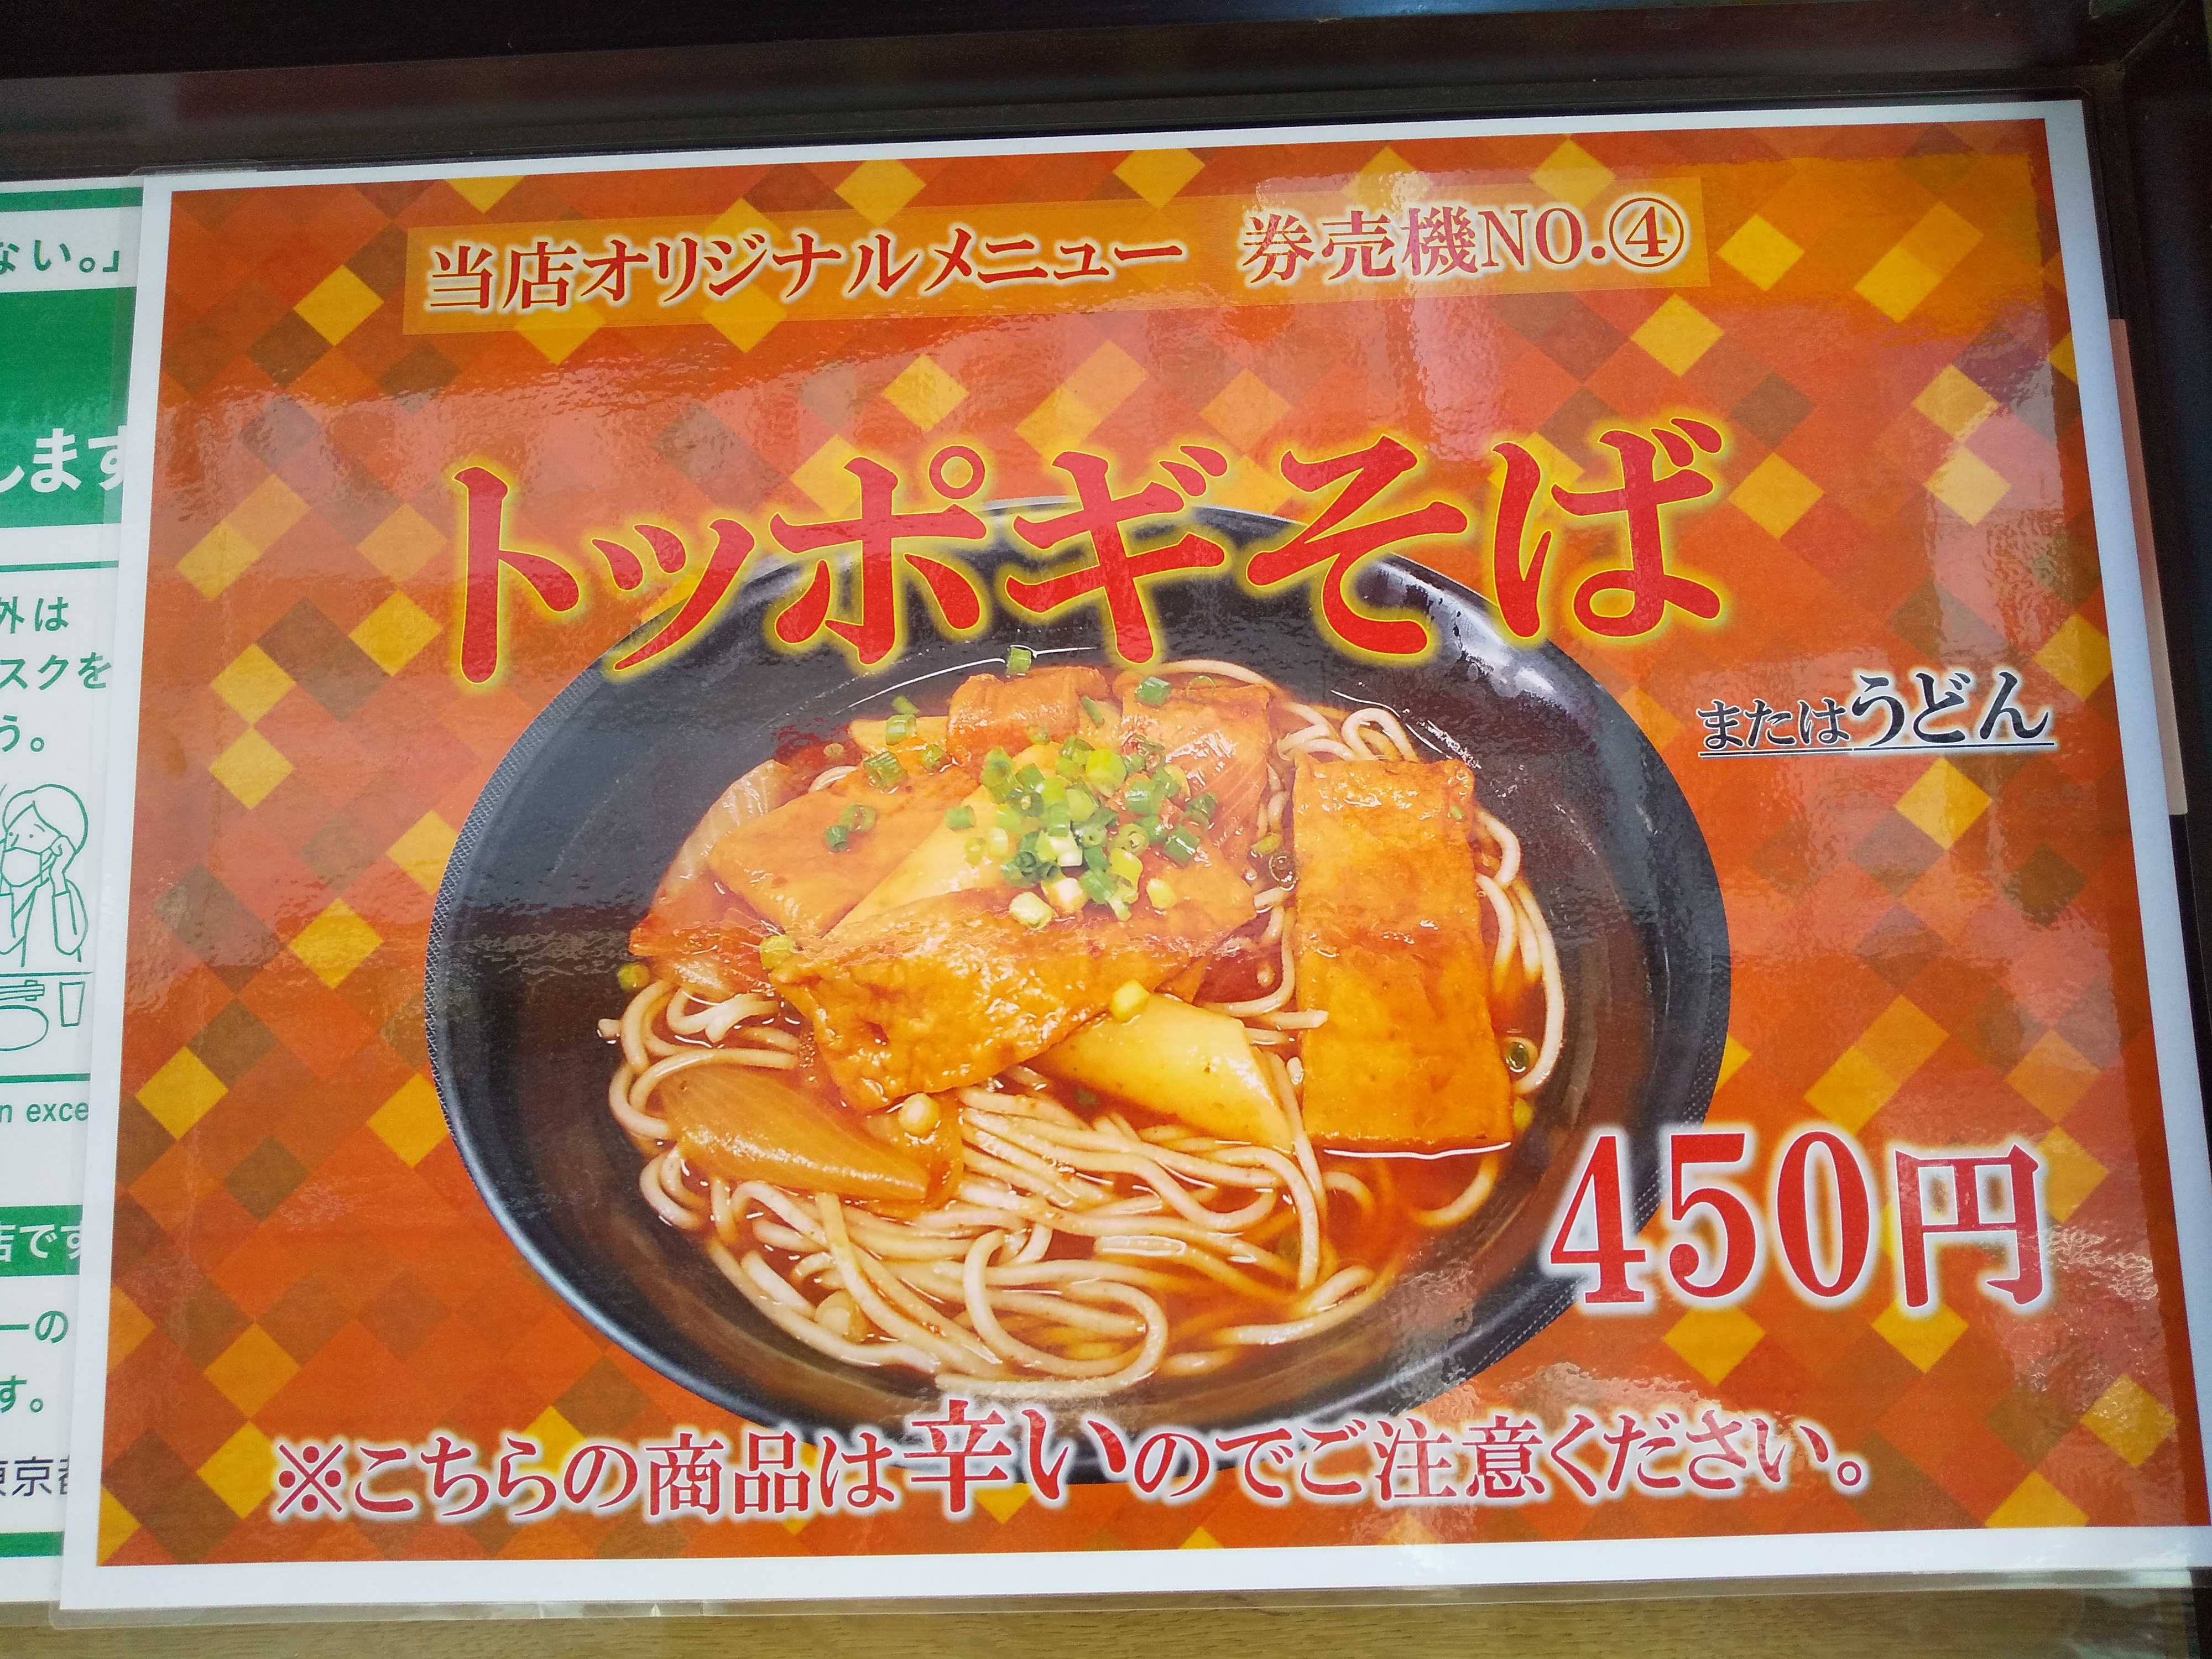 当店オリジナルメニュー 券売機NO.④
トッポギそば
またはうどん
450円
※こちらの商品は辛いのでご注意ください。
ない。」
します
外は
スクを
う。
n exce
店です
ーの
す。
東京都